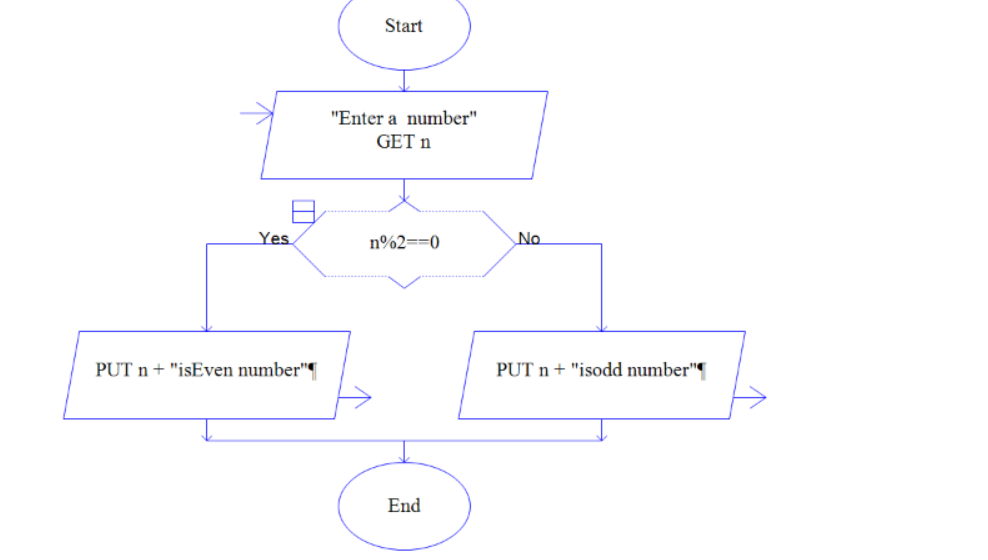 Start
"Enter a  number"
GET n
Yes
n%2==0
No
PUT n + "isEven number"¶
PUT n + "isodd number"¶
End